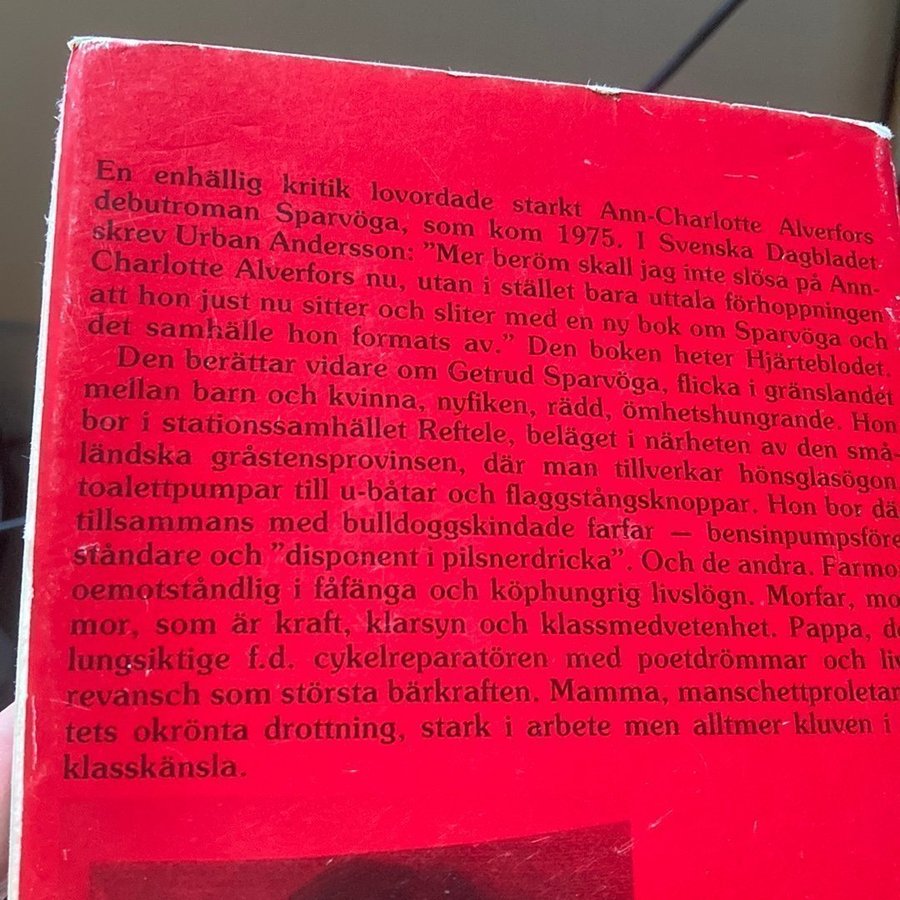 En enhällig kritik lovordade starkt Ann-Charlotte Alverfors
debutroman Sparvöga, som kom 1975. I Svenska Dagbladet
skrev Urban Andersson: "Mer beröm skall jag inte slösa på Ann-
Charlotte Alverfors nu, utan i stället bara uttala förhoppningen
att hon just nu sitter och sliter med en ny bok om Sparvöga och
det samhälle hon formats av." Den boken heter Hjärteblodet.
Den berättar vidare om Getrud Sparvöga, flicka i gränslandet
mellan barn och kvinna, nyfiken, rädd, ömhetshungrande. Hon
bor i stationssamhället Reftele, beläget i närheten av den små-
ländska gråstensprovinsen, där man tillverkar hönsglasögon
toalettpumpar till u-båtar och flaggstångsknoppar. Hon bor dä
tillsammans med bulldoggskindade farfar — bensinpumpsföre
ståndare och "disponent i pilsnerdricka". Och de andra. Farmo
oemotståndlig i fåfänga och köphungrig livslögn. Morfar, mo
mor, som är kraft, klarsyn och klassmedvetenhet. Pappa, de
lungsiktige f.d. cykelreparatören med poetdrömmar och liv
revansch som största bärkraften. Mamma, manschettproletar
tets okrönta drottning, stark i arbete men alltmer kluven i
klasskänsla.